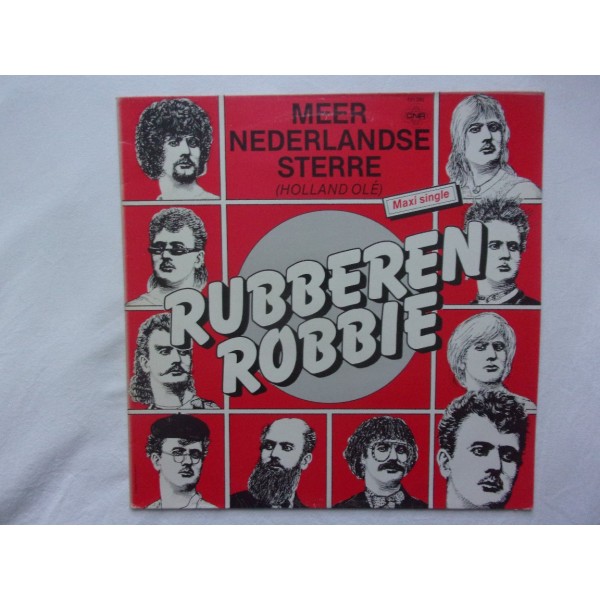 MEER
NEDERLANDSE
STERRE
(HOLLAND OLÉ)
CNR
Maxi single
RUBBEREN
ROBBIE